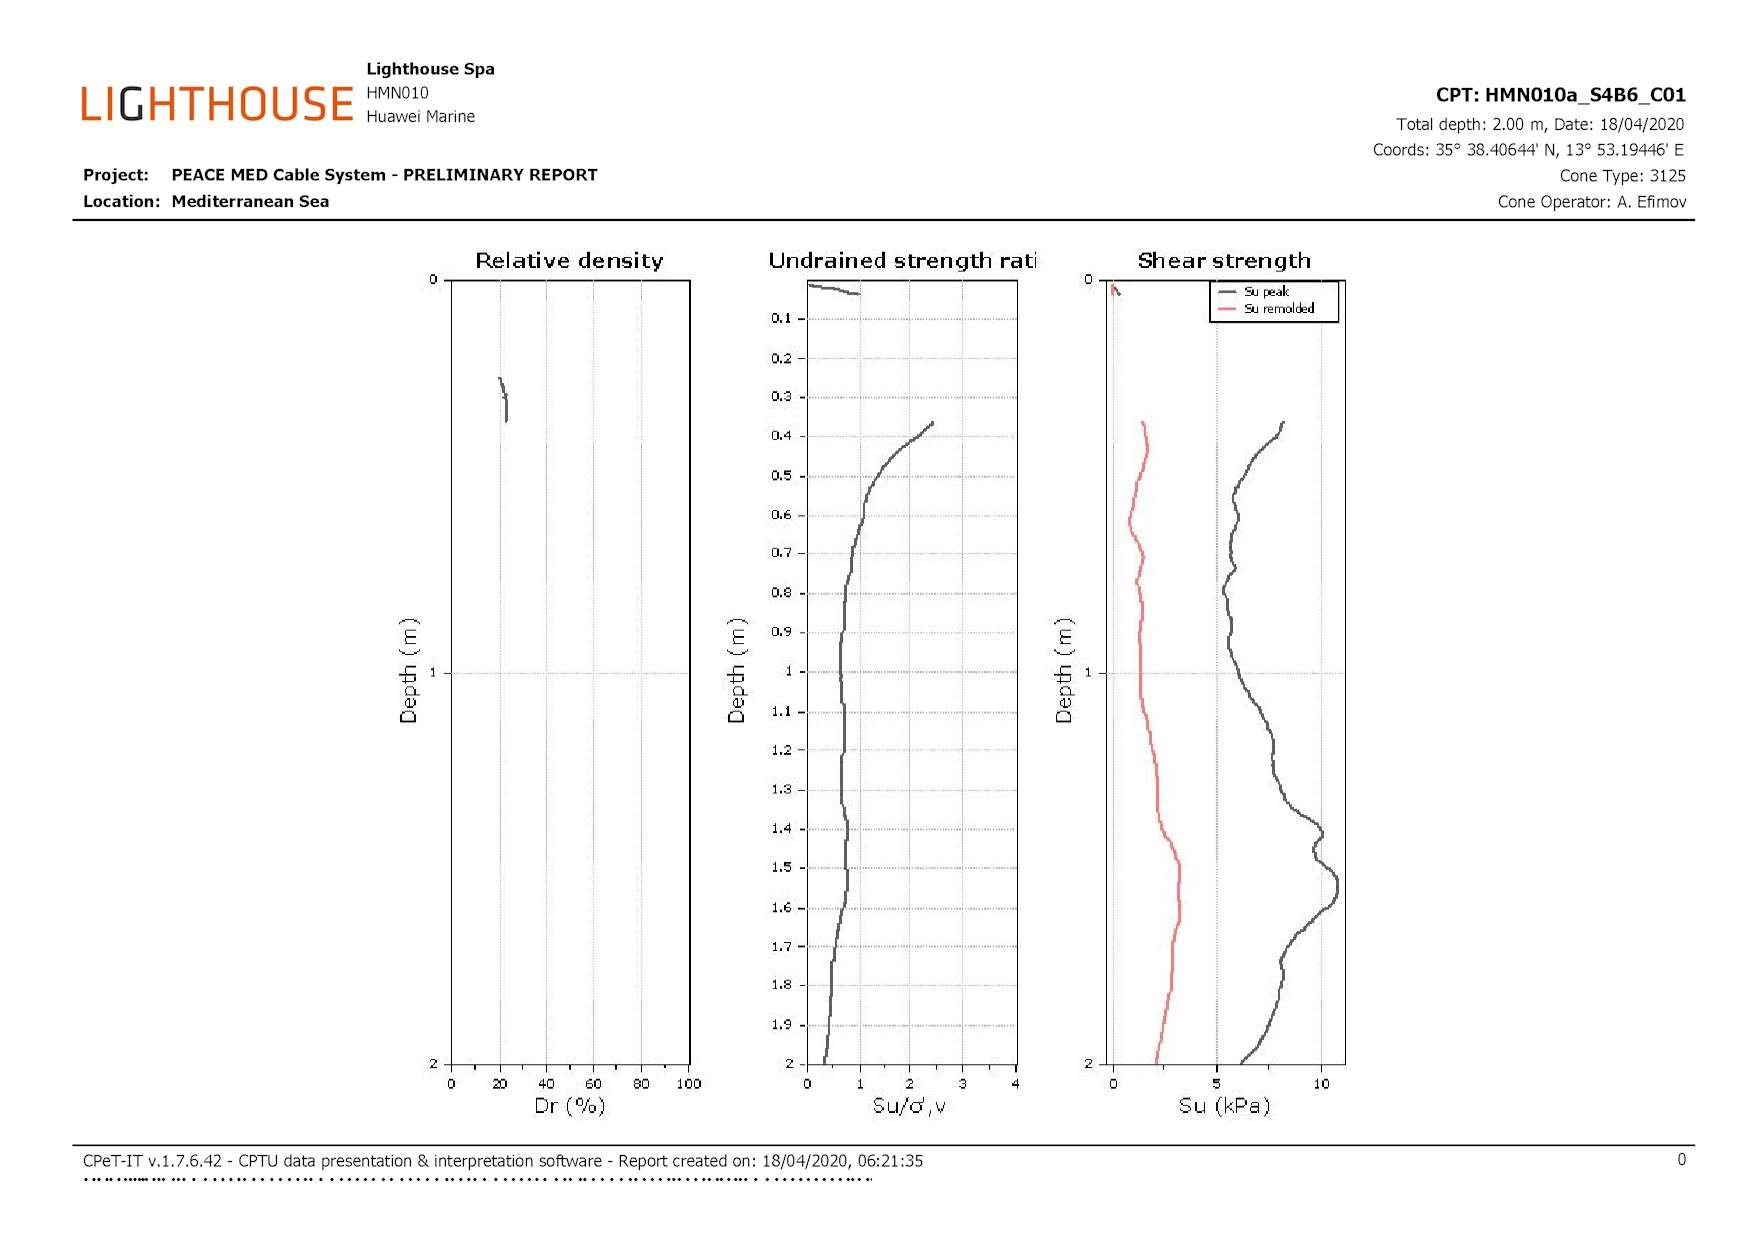 LIGHTHOUSE
Lighthouse Spa
HMN010
Huawei Marine
Project: PEACE MED Cable System - PRELIMINARY REPORT
Location: Mediterranean Sea
CPT: HMN010a_S4B6_C01
Total depth: 2.00 m, Date: 18/04/2020
Coords: 35° 38.40644' N, 13° 53.19446' E
Cone Type: 3125
Cone Operator: A. Efimov
Relative density
0
1
2
Depth (m)
0 20 40 60 80 100
Dr (%)
Undrained strength rati
0.1
0.2
0.3
0.4
0.5
0.6
0.7
0.8
0.9
1
1.1
1.2
1.3
1.4
1.5
1.6
1.7
1.8
1.9
2
Depth (m)
0 1 2 3 4
Su/σ',v
Shear strength
Su peak
Su remolded
0
1
2
Depth (m)
0 5 10
Su (kPa)
CPeT-IT v.1.7.6.42 - CPTU data presentation & interpretation software - Report created on: 18/04/2020, 06:21:35
0